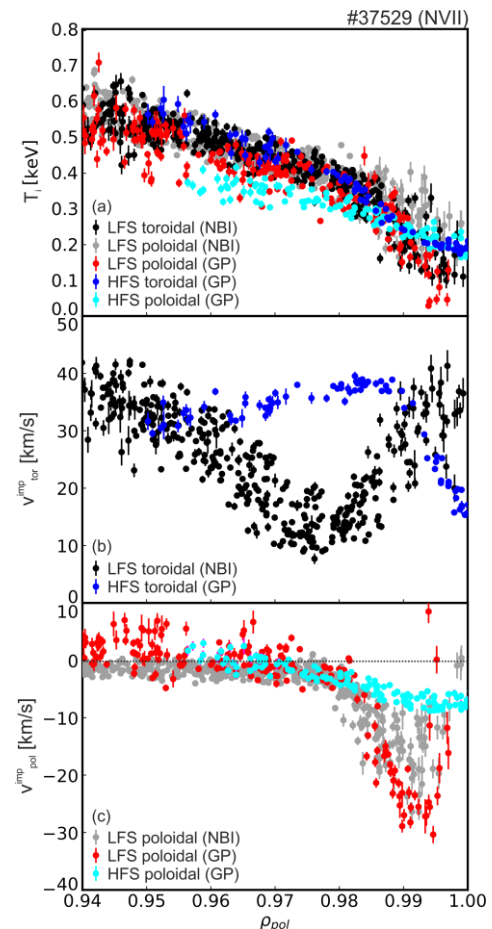 #37529 (NVII)
0.8
0.7
0.6
0.5
0.4
0.3
0.2
0.1
0.0
T_i [keV]
(a)
LFS toroidal (NBI)
LFS poloidal (NBI)
LFS poloidal (GP)
HFS toroidal (GP)
HFS poloidal (GP)
50
40
30
20
10
0
v^imp_tor [km/s]
(b)
LFS toroidal (NBI)
HFS toroidal (GP)
10
0
−10
−20
−30
−40
v^imp_pol [km/s]
(c)
LFS poloidal (NBI)
LFS poloidal (GP)
HFS poloidal (GP)
0.94 0.95 0.96 0.97 0.98 0.99 1.00
ρ_pol